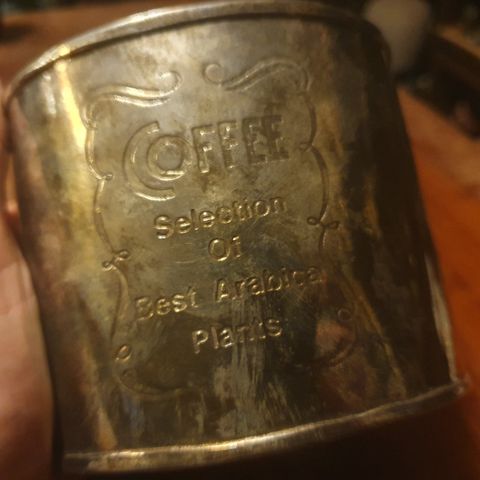 COFFEE
Selection
Of
Best Arabica
Plants